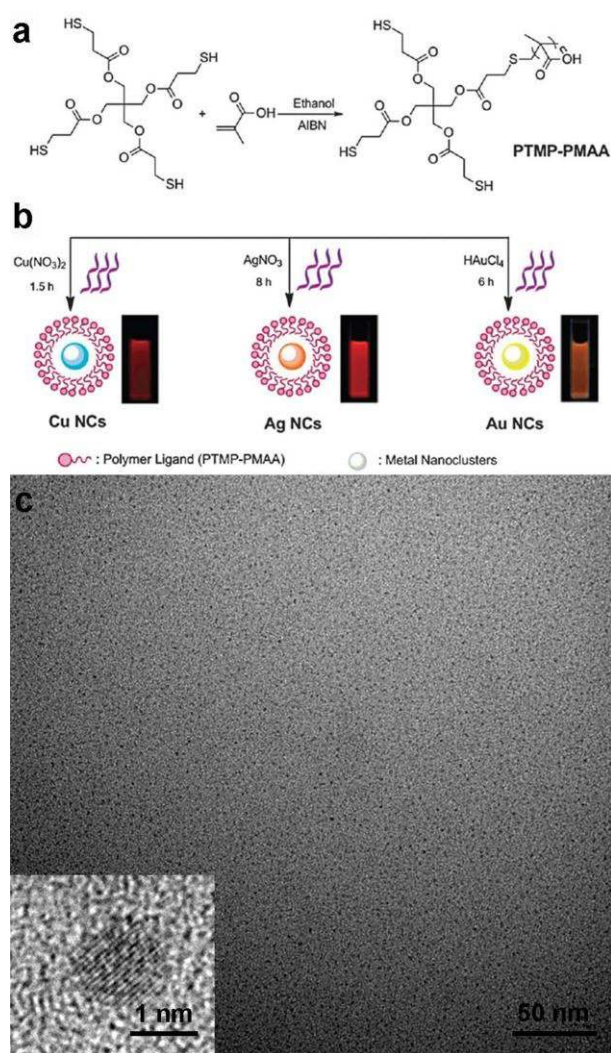 a
HS
SH
O
O
O
O
O
O
O
O
HS
SH
+
OH
O
Ethanol
AIBN
HS
S
n
O
OH
O
O
O
O
O
O
O
O
HS
SH
PTMP-PMAA
b
Cu(NO3)2
1.5 h
AgNO3
8 h
HAuCl4
6 h
Cu NCs
Ag NCs
Au NCs
: Polymer Ligand (PTMP-PMAA)
: Metal Nanoclusters
c
1 nm
50 nm